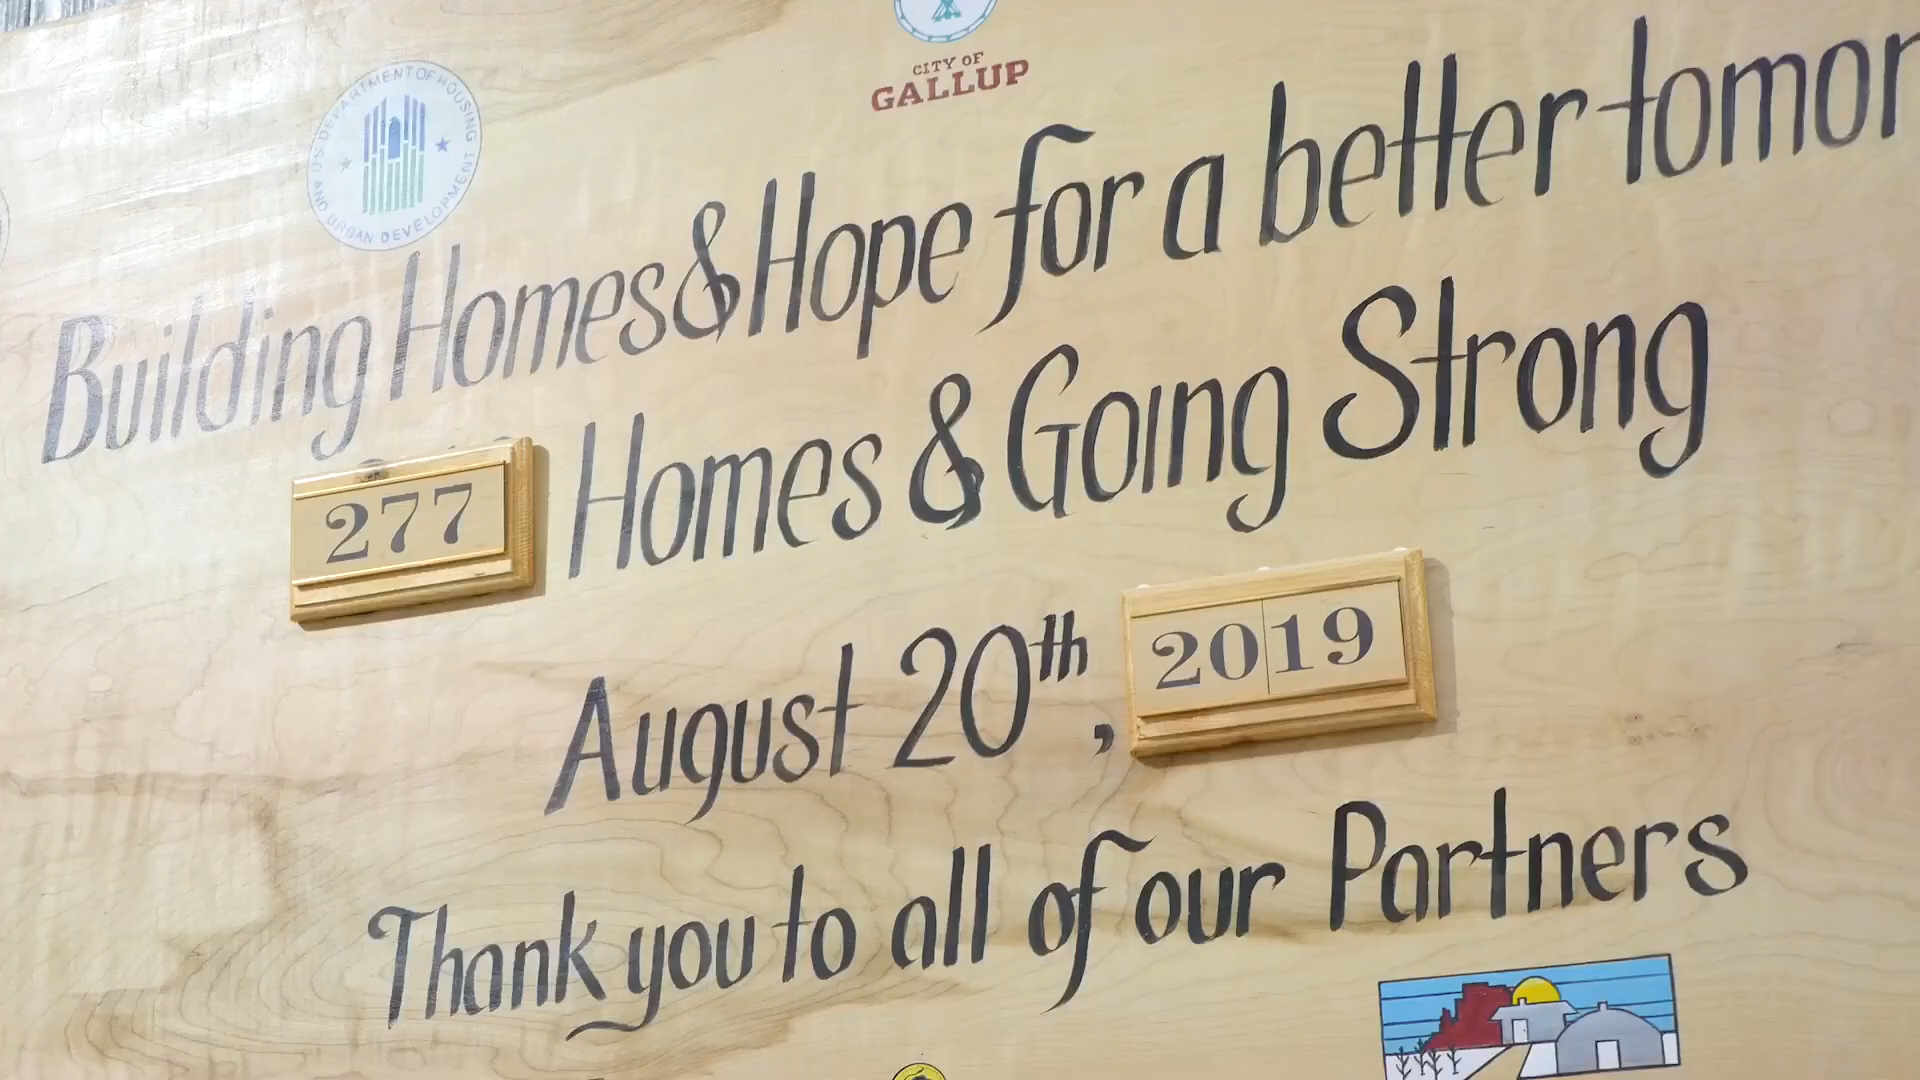 US DEPARTMENT OF HOUSING AND URBAN DEVELOPMENT
CITY OF
GALLUP
Building Homes & Hope for a better tomor
277 Homes & Going Strong
August 20th, 2019
Thank you to all of our Partners